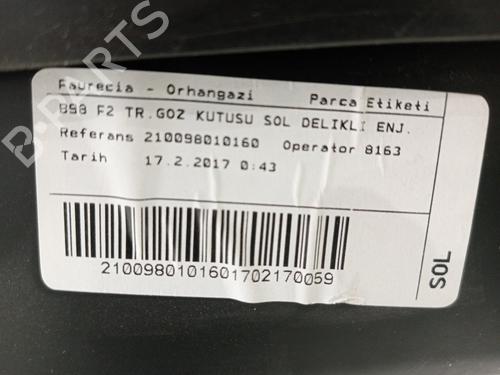 Faurecia - Orhangazi Parca Etiketi
B98 F2 TR.GOZ KUTUSU SOL DELIKLI ENJ.
Referans 210098010160 Operator 8163
Tarih 17.2.2017 0:43
2100980101601702170059
SOL
B-PARTS